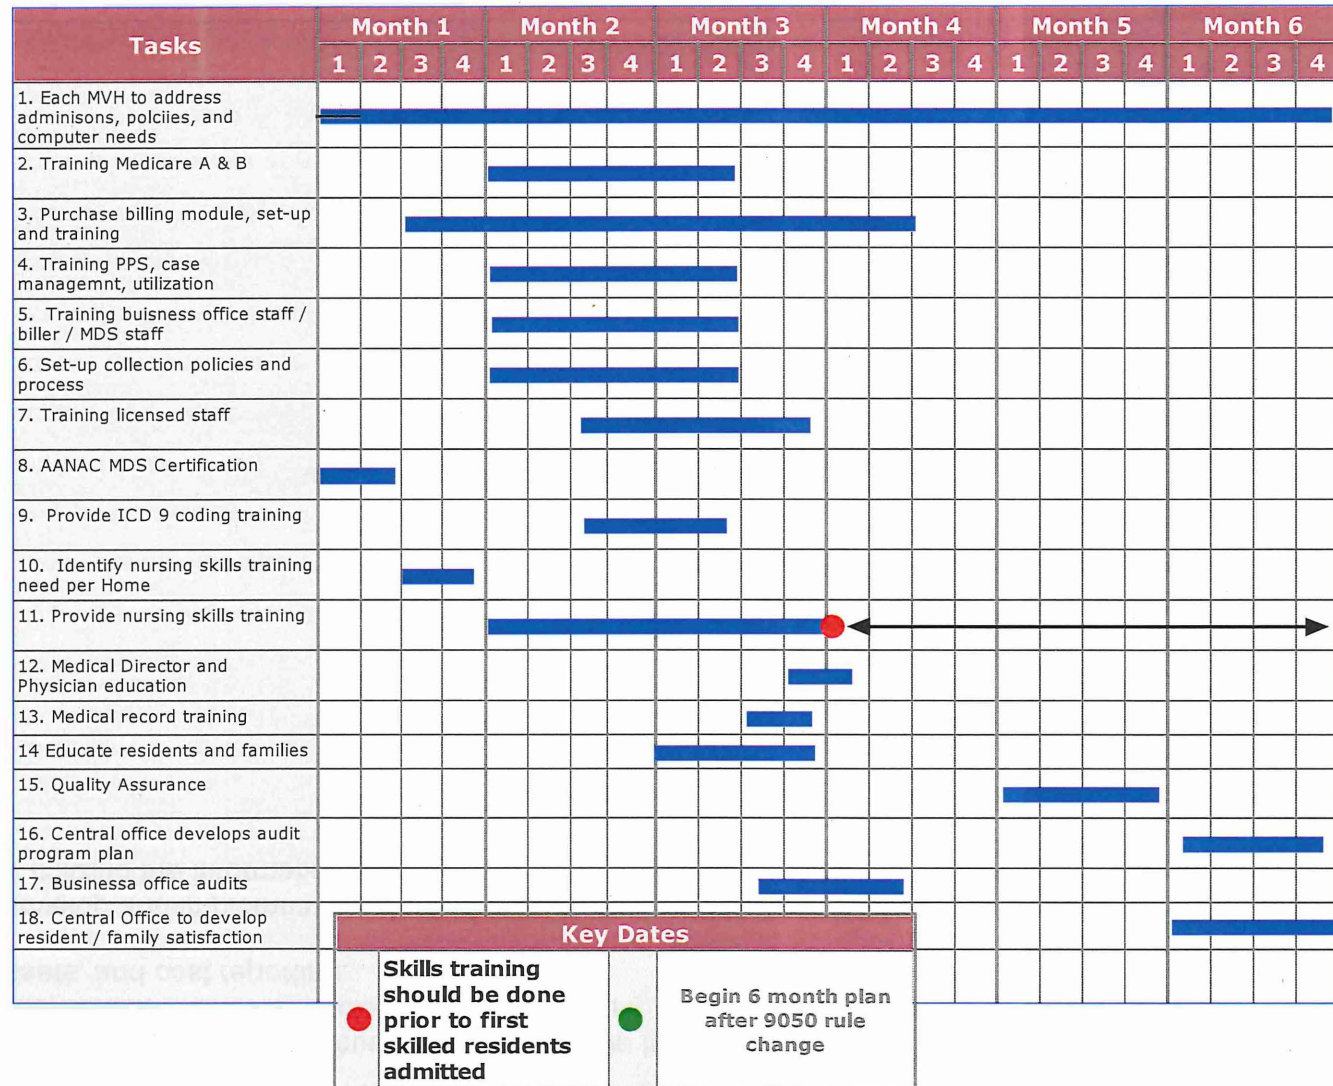 Tasks
Month 1 Month 2 Month 3 Month 4 Month 5 Month 6
1 2 3 4 1 2 3 4 1 2 3 4 1 2 3 4 1 2 3 4 1 2 3 4
1. Each MVH to address
adminisons, polciies, and
computer needs
2. Training Medicare A & B
3. Purchase billing module, set-up
and training
4. Training PPS, case
managemnt, utilization
5. Training buisness office staff /
biller / MDS staff
6. Set-up collection policies and
process
7. Training licensed staff
8. AANAC MDS Certification
9. Provide ICD 9 coding training
10. Identify nursing skills training
need per Home
11. Provide nursing skills training
12. Medical Director and
Physician education
13. Medical record training
14 Educate residents and families
15. Quality Assurance
16. Central office develops audit
program plan
17. Businessa office audits
18. Central Office to develop
resident / family satisfaction
Key Dates
Skills training
should be done
prior to first
skilled residents
admitted
Begin 6 month plan
after 9050 rule
change